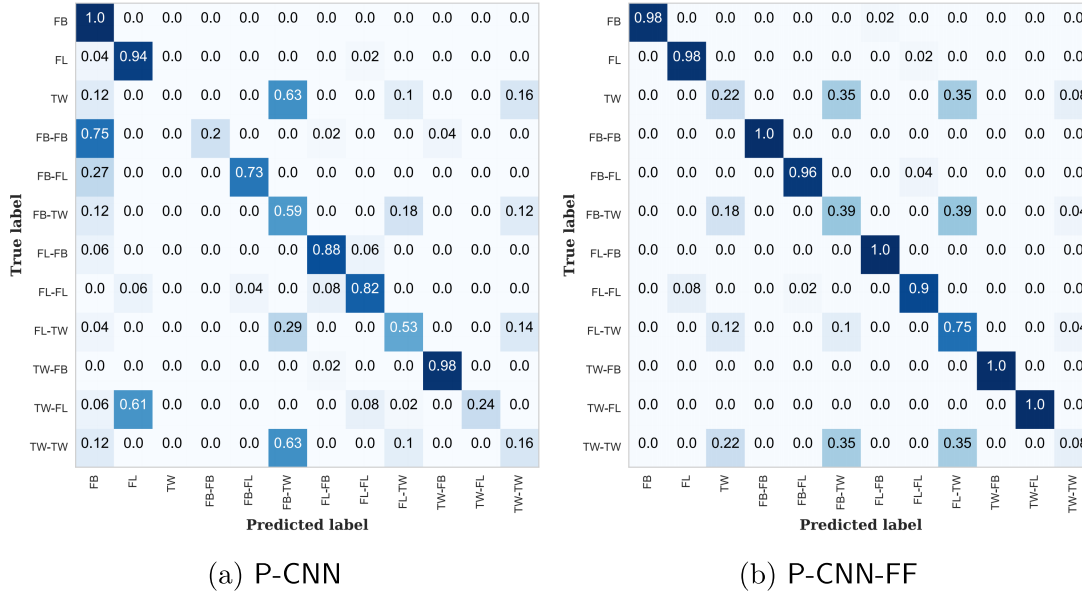 FB 1.0 0.0 0.0 0.0 0.0 0.0 0.0 0.0 0.0 0.0 0.0 0.0
FL 0.04 0.94 0.0 0.0 0.0 0.0 0.0 0.02 0.0 0.0 0.0 0.0
TW 0.12 0.0 0.0 0.0 0.0 0.63 0.0 0.0 0.1 0.0 0.0 0.16
FB-FB 0.75 0.0 0.0 0.2 0.0 0.0 0.02 0.0 0.0 0.04 0.0 0.0
FB-FL 0.27 0.0 0.0 0.0 0.73 0.0 0.0 0.0 0.0 0.0 0.0 0.0
FB-TW 0.12 0.0 0.0 0.0 0.0 0.59 0.0 0.0 0.18 0.0 0.0 0.12
FL-FB 0.06 0.0 0.0 0.0 0.0 0.0 0.88 0.06 0.0 0.0 0.0 0.0
FL-FL 0.0 0.06 0.0 0.0 0.04 0.0 0.08 0.82 0.0 0.0 0.0 0.0
FL-TW 0.04 0.0 0.0 0.0 0.0 0.29 0.0 0.0 0.53 0.0 0.0 0.14
TW-FB 0.0 0.0 0.0 0.0 0.0 0.0 0.02 0.0 0.0 0.98 0.0 0.0
TW-FL 0.06 0.61 0.0 0.0 0.0 0.0 0.0 0.08 0.02 0.0 0.24 0.0
TW-TW 0.12 0.0 0.0 0.0 0.0 0.63 0.0 0.0 0.1 0.0 0.0 0.16
FB FL TW FB-FB FB-FL FB-TW FL-FB FL-FL FL-TW TW-FB TW-FL TW-TW
True label
Predicted label
(a) P-CNN
FB 0.98 0.0 0.0 0.0 0.0 0.0 0.02 0.0 0.0 0.0 0.0 0.0
FL 0.0 0.98 0.0 0.0 0.0 0.0 0.0 0.02 0.0 0.0 0.0 0.0
TW 0.0 0.0 0.22 0.0 0.0 0.35 0.0 0.0 0.35 0.0 0.0 0.08
FB-FB 0.0 0.0 0.0 1.0 0.0 0.0 0.0 0.0 0.0 0.0 0.0 0.0
FB-FL 0.0 0.0 0.0 0.0 0.96 0.0 0.0 0.04 0.0 0.0 0.0 0.0
FB-TW 0.0 0.0 0.18 0.0 0.0 0.39 0.0 0.0 0.39 0.0 0.0 0.04
FL-FB 0.0 0.0 0.0 0.0 0.0 0.0 1.0 0.0 0.0 0.0 0.0 0.0
FL-FL 0.0 0.08 0.0 0.0 0.02 0.0 0.0 0.9 0.0 0.0 0.0 0.0
FL-TW 0.0 0.0 0.12 0.0 0.0 0.1 0.0 0.0 0.75 0.0 0.0 0.04
TW-FB 0.0 0.0 0.0 0.0 0.0 0.0 0.0 0.0 0.0 1.0 0.0 0.0
TW-FL 0.0 0.0 0.0 0.0 0.0 0.0 0.0 0.0 0.0 0.0 1.0 0.0
TW-TW 0.0 0.0 0.22 0.0 0.0 0.35 0.0 0.0 0.35 0.0 0.0 0.08
FB FL TW FB-FB FB-FL FB-TW FL-FB FL-FL FL-TW TW-FB TW-FL TW-TW
True label
Predicted label
(b) P-CNN-FF